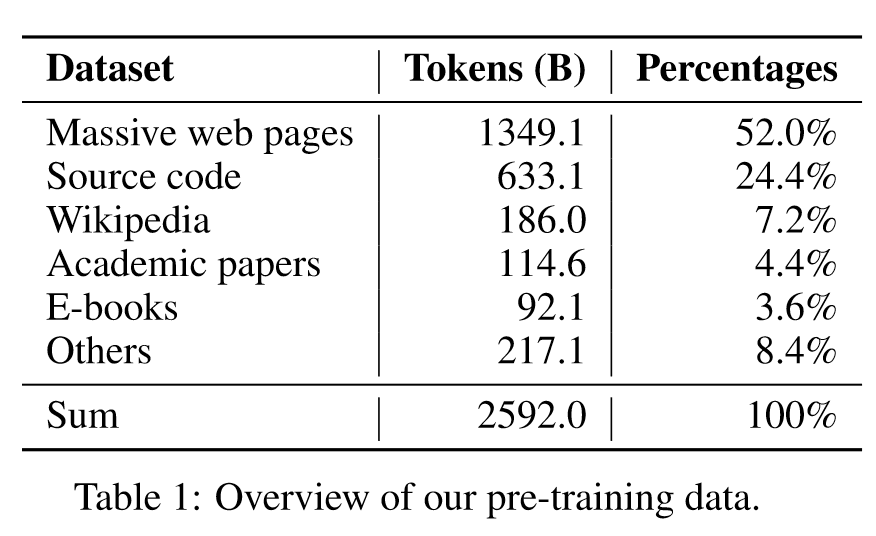 Dataset Tokens (B) Percentages
Massive web pages 1349.1 52.0%
Source code 633.1 24.4%
Wikipedia 186.0 7.2%
Academic papers 114.6 4.4%
E-books 92.1 3.6%
Others 217.1 8.4%
Sum 2592.0 100%
Table 1: Overview of our pre-training data.